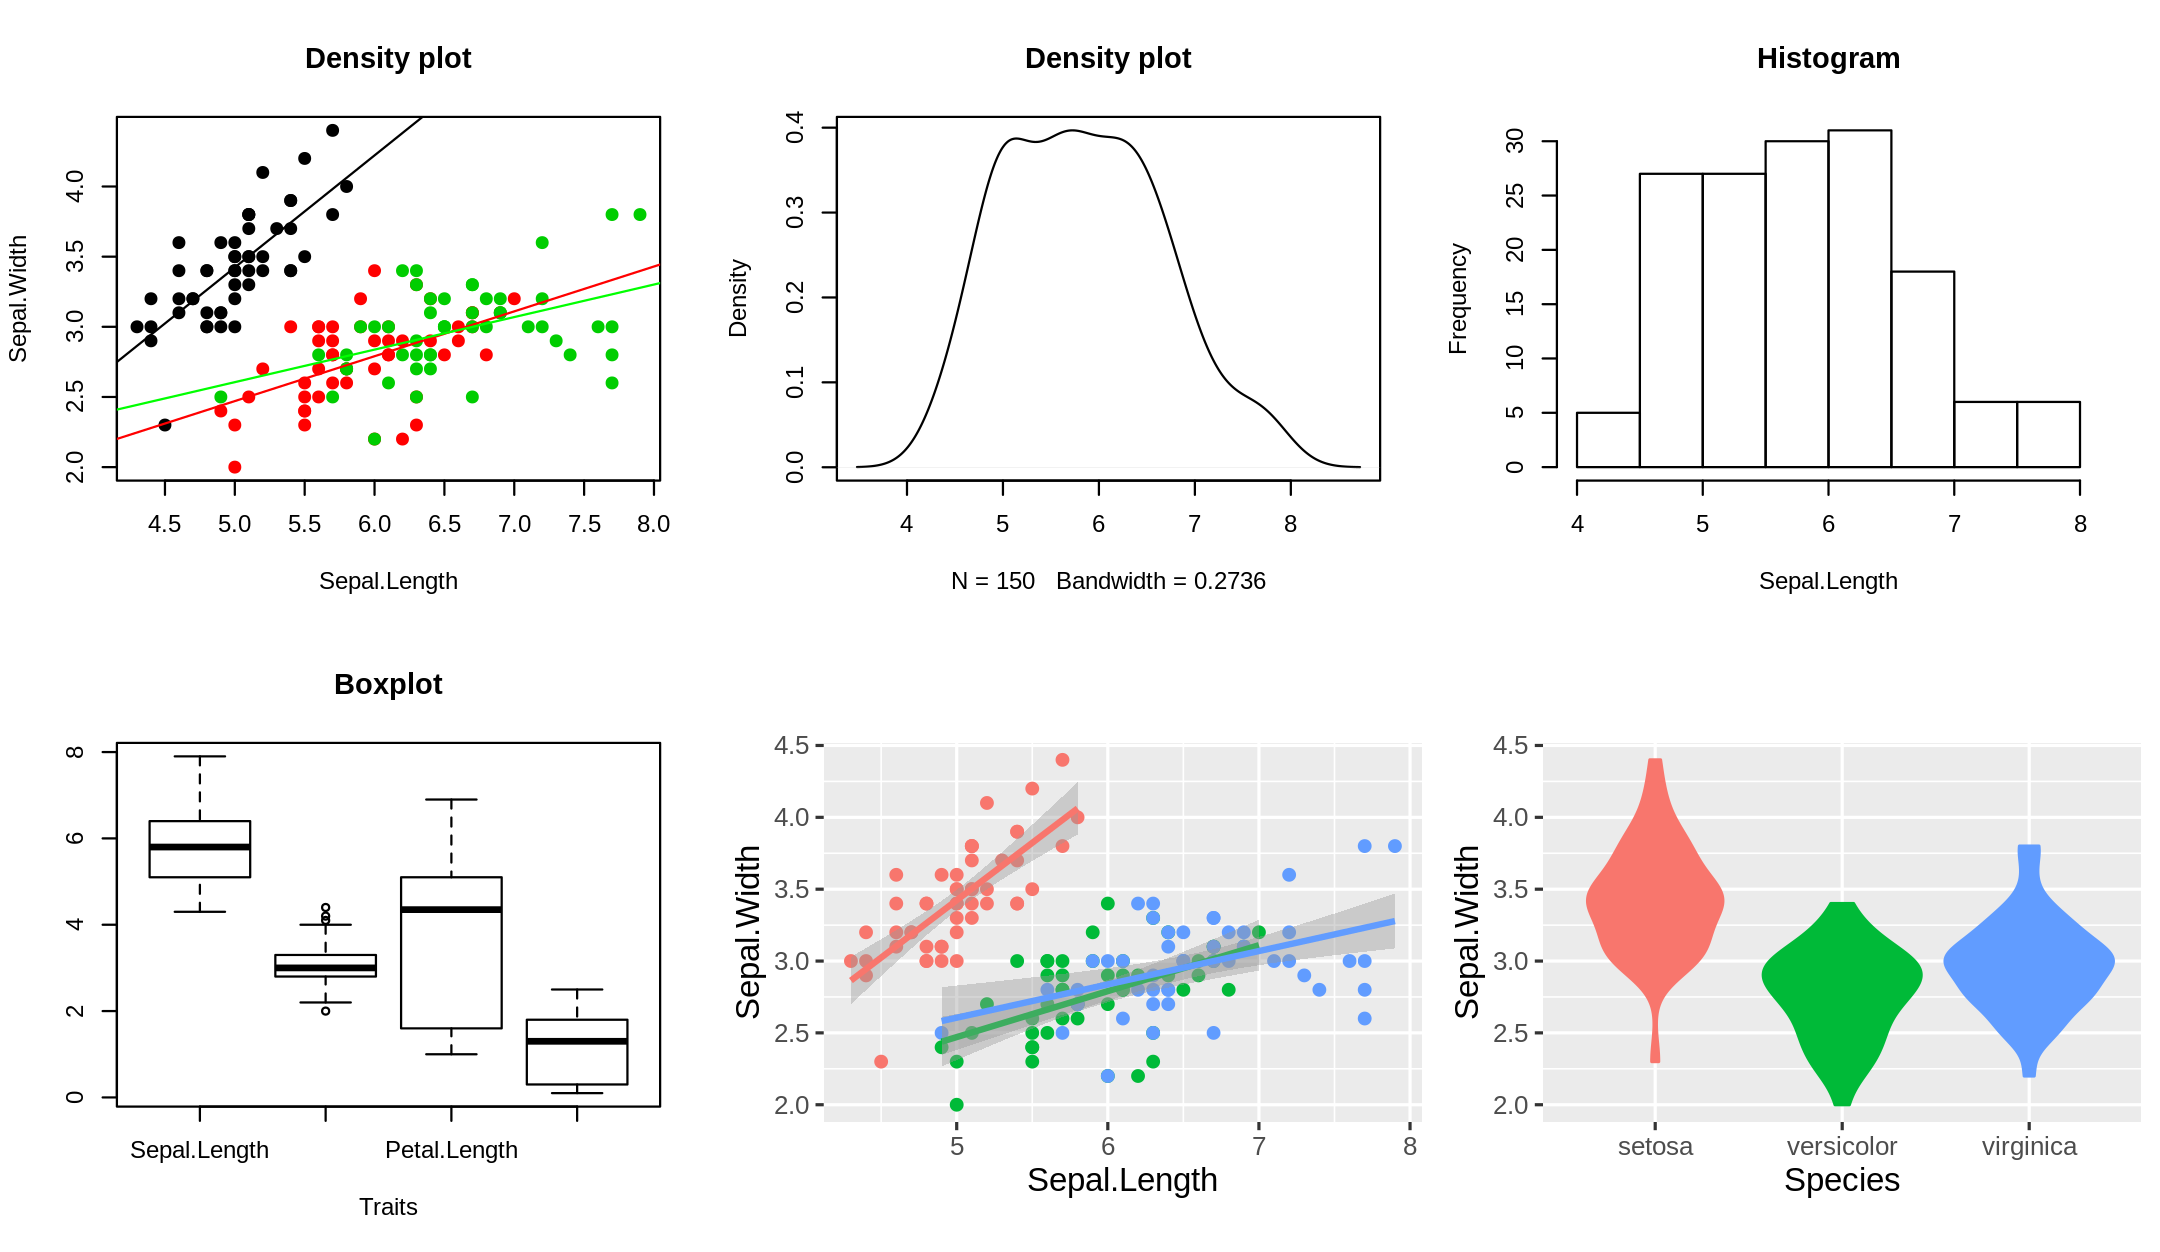 Density plot
Sepal.Width
4.0
3.5
3.0
2.5
2.0
4.5 5.0 5.5 6.0 6.5 7.0 7.5 8.0
Sepal.Length
Density plot
Density
0.4
0.3
0.2
0.1
0.0
4 5 6 7 8
N = 150 Bandwidth = 0.2736
Histogram
Frequency
30
25
20
15
10
5
0
4 5 6 7 8
Sepal.Length
Boxplot
8
6
4
2
0
Sepal.Length Petal.Length
Traits
Sepal.Width
4.5
4.0
3.5
3.0
2.5
2.0
5 6 7 8
Sepal.Length
Sepal.Width
4.5
4.0
3.5
3.0
2.5
2.0
setosa versicolor virginica
Species